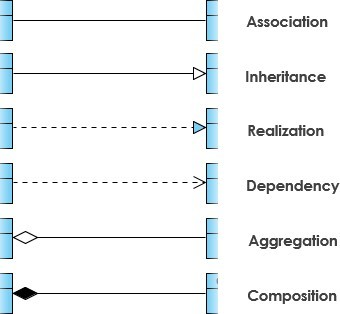 Association
Inheritance
Realization
Dependency
Aggregation
Composition